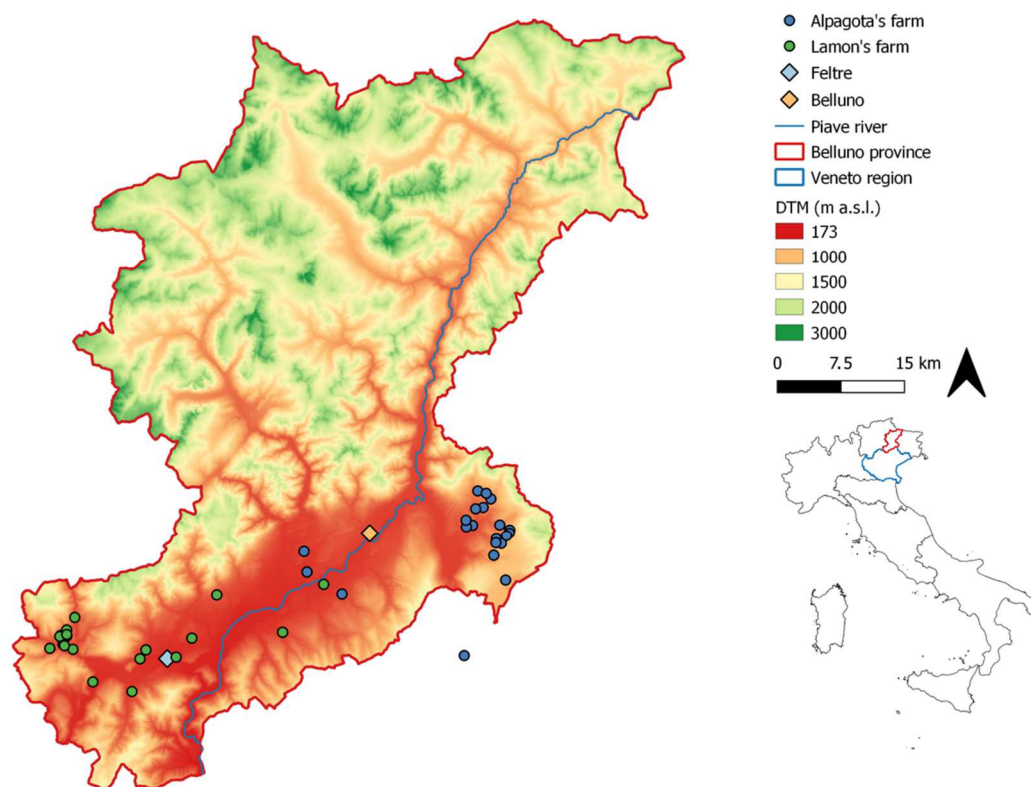 Alpagota's farm
Lamon's farm
Feltre
Belluno
Piave river
Belluno province
Veneto region
DTM (m a.s.l.)
173
1000
1500
2000
3000
0 7.5 15 km